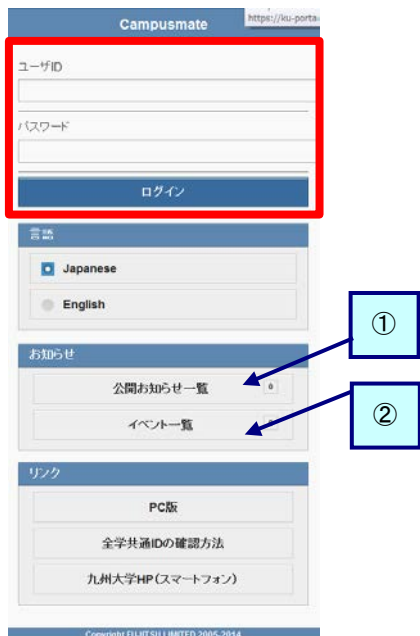 Campusmate
https://ku-porta
ユーザID
パスワード
ログイン
言語
Japanese
English
①
お知らせ
公開お知らせ一覧 0
②
イベント一覧
リンク
PC版
全学共通IDの確認方法
九州大学HP(スマートフォン)
Copyright FUJITSU LIMITED 2005-2014